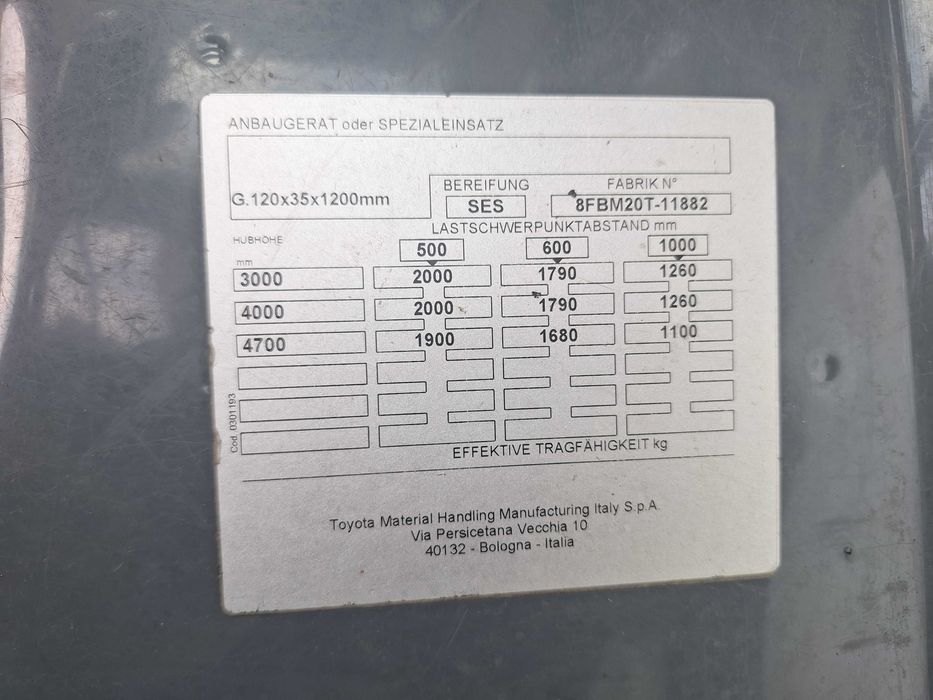 ANBAUGERAT oder SPEZIALEINSATZ
G.120x35x1200mm
BEREIFUNG FABRIK N°
SES 8FBM20T-11882
LASTSCHWERPUNKTABSTAND mm
HUBHÖHE
mm
500 600 1000
3000 2000 1790 1260
4000 2000 1790 1260
4700 1900 1680 1100
Cod. 0301193
EFFEKTIVE TRAGFÄHIGKEIT kg
Toyota Material Handling Manufacturing Italy S.p.A.
Via Persicetana Vecchia 10
40132 - Bologna - Italia